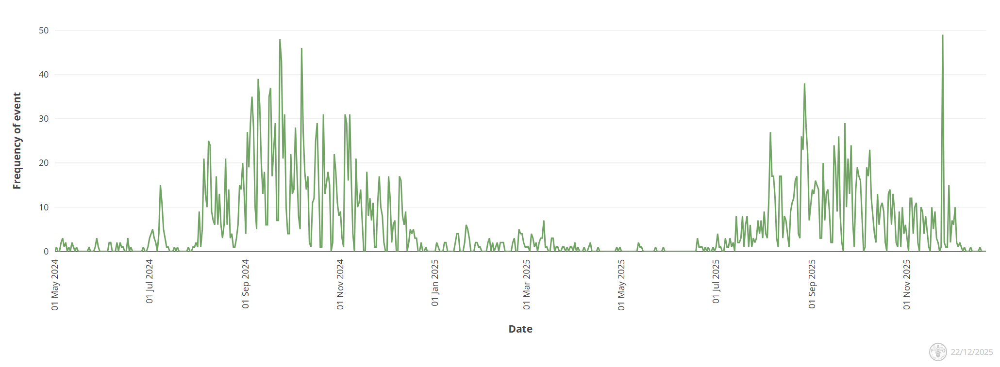 50
40
30
20
10
0
Frequency of event
01 May 2024
01 Jul 2024
01 Sep 2024
01 Nov 2024
01 Jan 2025
01 Mar 2025
01 May 2025
01 Jul 2025
01 Sep 2025
01 Nov 2025
Date
F A O
22/12/2025